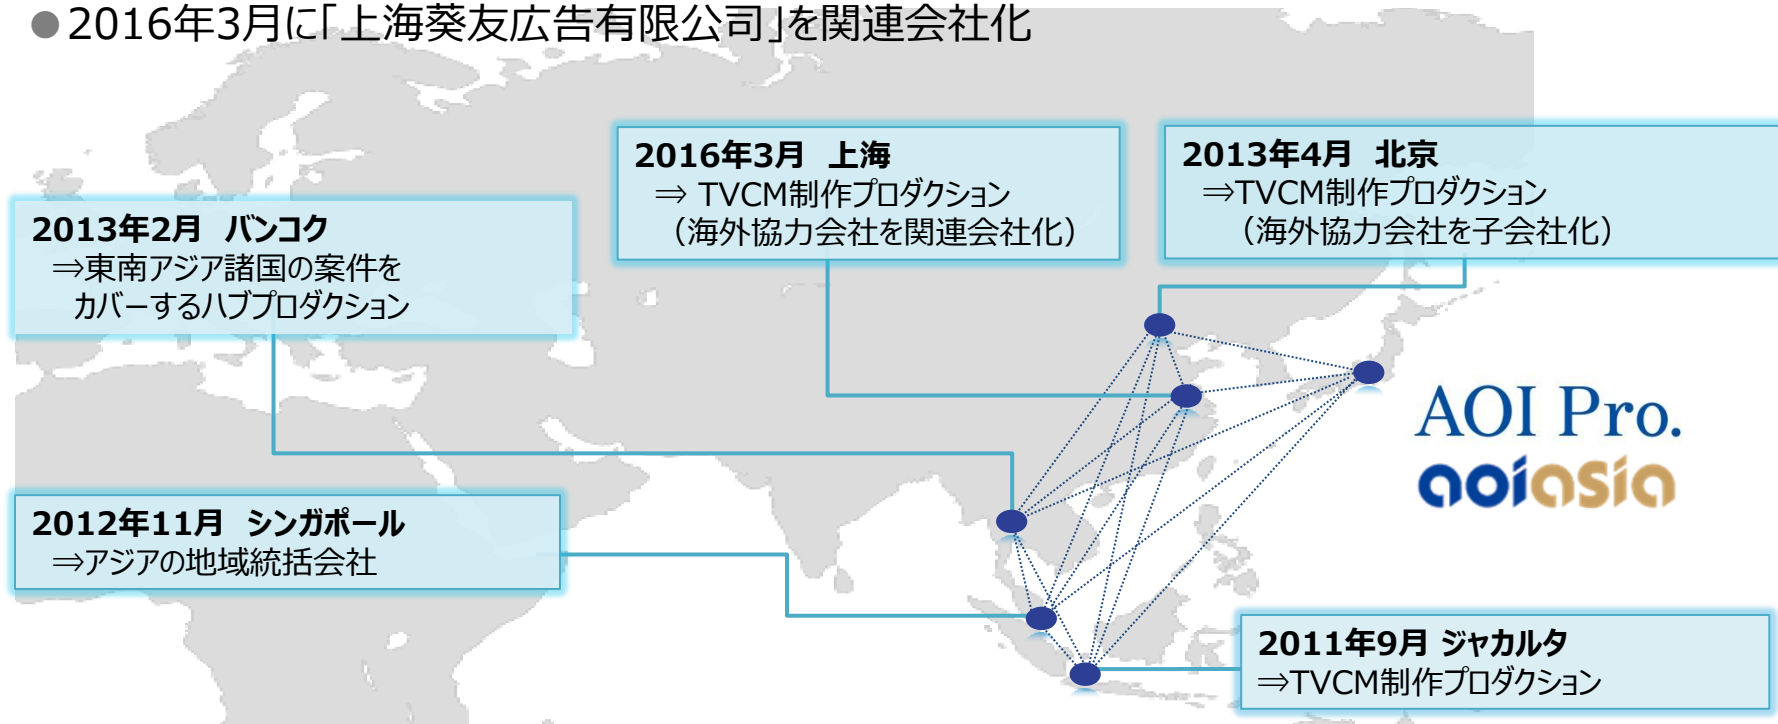 ●2016年3月に「上海葵友広告有限公司」を関連会社化
2016年3月 上海
⇒ TVCM制作プロダクション
（海外協力会社を関連会社化）
2013年4月 北京
⇒TVCM制作プロダクション
（海外協力会社を子会社化）
2013年2月 バンコク
⇒東南アジア諸国の案件を
カバーするハブプロダクション
AOI Pro.
aoiasia
2012年11月 シンガポール
⇒アジアの地域統括会社
2011年9月 ジャカルタ
⇒TVCM制作プロダクション